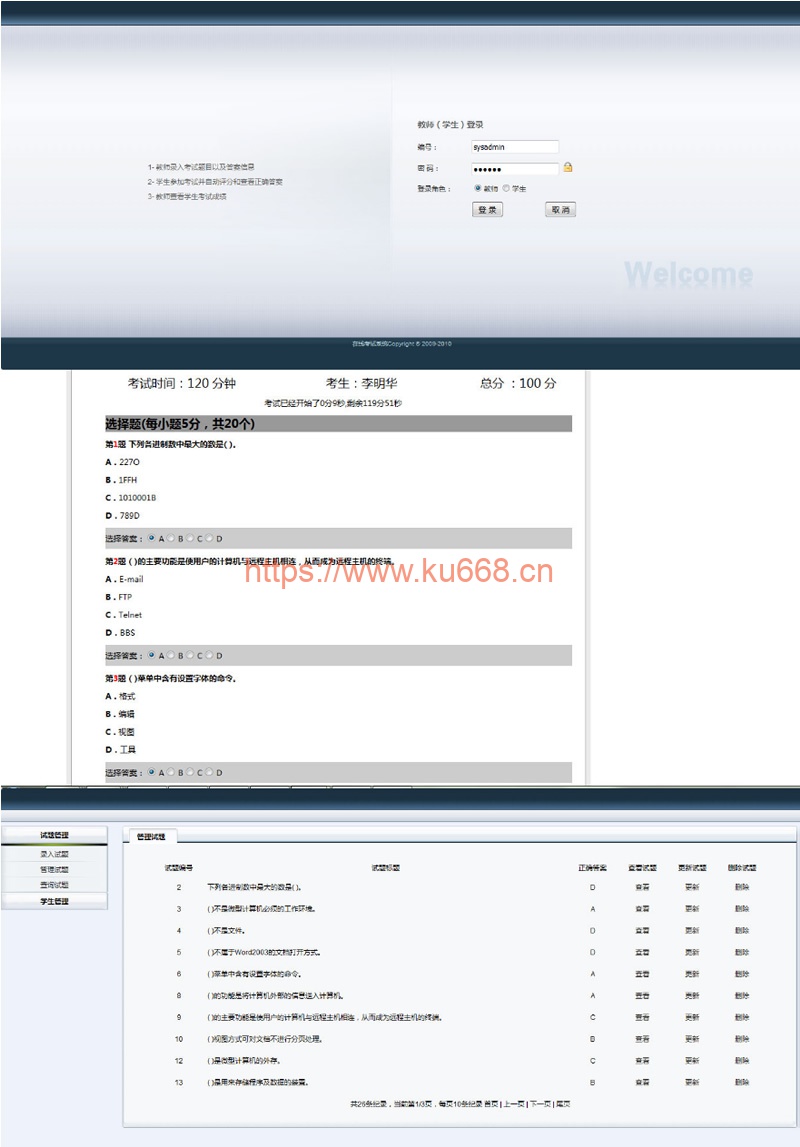 教师（学生）登录
编号： sysadmin
密码： ●●●●●●
登录角色： 教师 学生
登 录 取 消
1- 教师录入考试题目以及答案信息
2- 学生参加考试并自动评分和查看正确答案
3- 教师查看学生考试成绩
Welcome
在线考试系统Copyright © 2009-2010
考试时间：120 分钟 考生：李明华 总分 ：100 分
考试已经开始了0分9秒,剩余119分51秒
选择题(每小题5分，共20个)
第1题 下列各进制数中最大的数是( )。
A．227O
B．1FFH
C．1010001B
D．789D
选择答案： A B C D
第2题 ( )的主要功能是使用户的计算机与远程主机相连，从而成为远程主机的终端。
https://www.ku668.cn
A．E-mail
B．FTP
C．Telnet
D．BBS
选择答案： A B C D
第3题 ( )菜单中含有设置字体的命令。
A．格式
B．编辑
C．视图
D．工具
选择答案： A B C D
试题管理
录入试题
管理试题
查询试题
学生管理
管理试题
试题编号 试题标题 正确答案 查看试题 更新试题 删除试题
2 下列各进制数中最大的数是( )。 D 查看 更新 删除
3 ( )不是微型计算机必须的工作环境。 A 查看 更新 删除
4 ( )不是文件。 D 查看 更新 删除
5 ( )不属于Word2003的文档打开方式。 D 查看 更新 删除
6 ( )菜单中含有设置字体的命令。 A 查看 更新 删除
8 ( )的功能是将计算机外部的信息送入计算机。 A 查看 更新 删除
9 ( )的主要功能是使用户的计算机与远程主机相连，从而成为远程主机的终端。 C 查看 更新 删除
10 ( )视图方式可对文档不进行分页处理。 B 查看 更新 删除
12 ( )是微型计算机的外存。 C 查看 更新 删除
13 ( )是用来存储程序及数据的装置。 B 查看 更新 删除
共26条纪录，当前第1/3页，每页10条纪录 首页 | 上一页 | 下一页 | 尾页